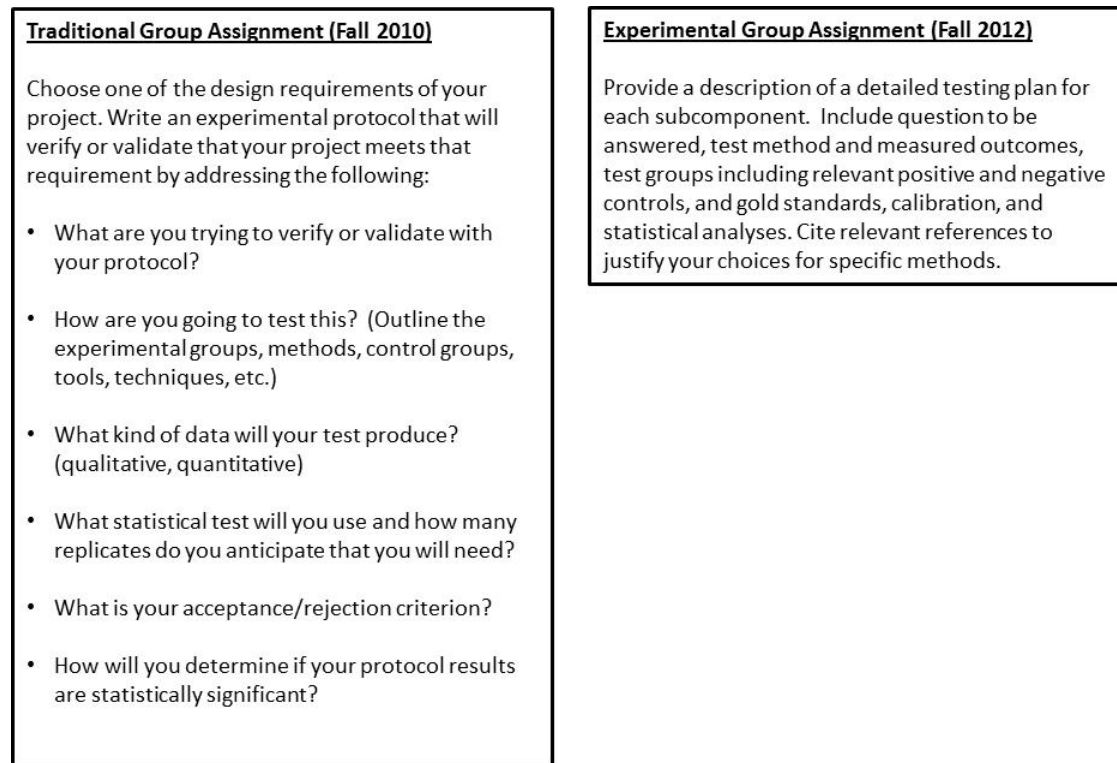 Traditional Group Assignment (Fall 2010)
Choose one of the design requirements of your
project. Write an experimental protocol that will
verify or validate that your project meets that
requirement by addressing the following:
• What are you trying to verify or validate with
your protocol?
• How are you going to test this? (Outline the
experimental groups, methods, control groups,
tools, techniques, etc.)
• What kind of data will your test produce?
(qualitative, quantitative)
• What statistical test will you use and how many
replicates do you anticipate that you will need?
• What is your acceptance/rejection criterion?
• How will you determine if your protocol results
are statistically significant?
Experimental Group Assignment (Fall 2012)
Provide a description of a detailed testing plan for
each subcomponent. Include question to be
answered, test method and measured outcomes,
test groups including relevant positive and negative
controls, and gold standards, calibration, and
statistical analyses. Cite relevant references to
justify your choices for specific methods.